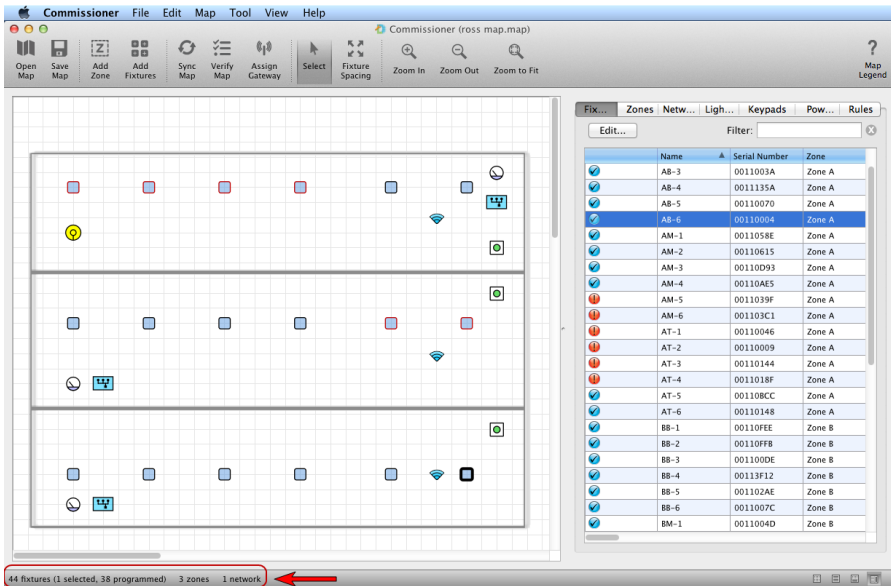 Commissioner File Edit Map Tool View Help
Commissioner (ross map.map)
Open Map
Save Map
Add Zone
Add Fixtures
Sync Map
Verify Map
Assign Gateway
Select
Fixture Spacing
Zoom In
Zoom Out
Zoom to Fit
? Map Legend
Fix... Zones Netw... Ligh... Keypads Pow... Rules
Edit... Filter:
Name Serial Number Zone
AB-3 0011003A Zone A
AB-4 0011135A Zone A
AB-5 00110070 Zone A
AB-6 00110004 Zone A
AM-1 0011058E Zone A
AM-2 00110615 Zone A
AM-3 00110D93 Zone A
AM-4 00110AE5 Zone A
AM-5 0011039F Zone A
AM-6 001103C1 Zone A
AT-1 00110046 Zone A
AT-2 00110009 Zone A
AT-3 00110144 Zone A
AT-4 0011018F Zone A
AT-5 00110BCC Zone A
AT-6 00110148 Zone A
BB-1 00110FEE Zone B
BB-2 00110FFB Zone B
BB-3 001100DE Zone B
BB-4 00113F12 Zone B
BB-5 001102AE Zone B
BB-6 0011007C Zone B
BM-1 0011004D Zone B
44 fixtures (1 selected, 38 programmed) 3 zones 1 network